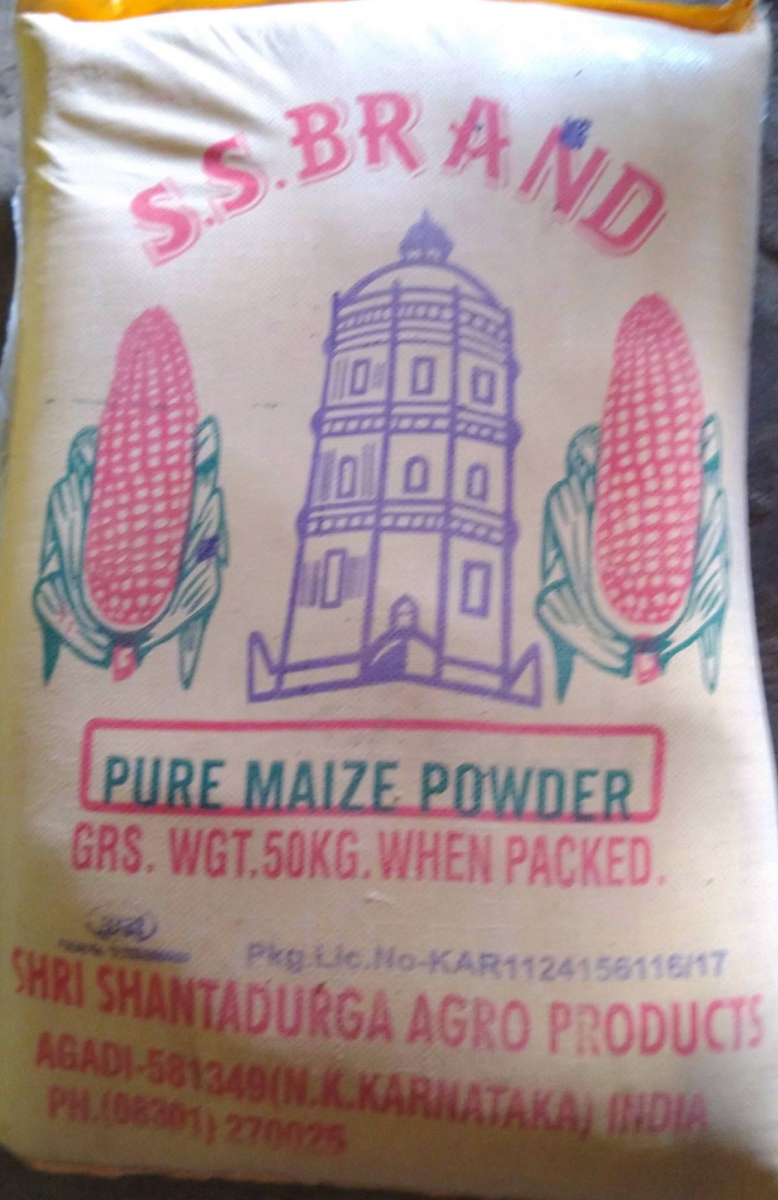 S.S.BRAND
PURE MAIZE POWDER
GRS. WGT.50KG.WHEN PACKED.
Pkg.Lic.No-KAR1124156116/17
SHRI SHANTADURGA AGRO PRODUCTS
AGADI-581349(N.K.KARNATAKA) INDIA
PH.(08301) 270025